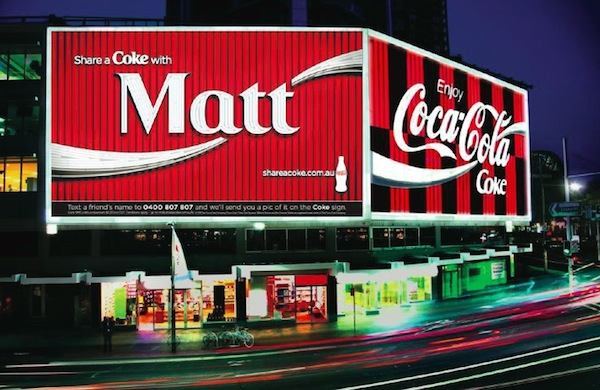 Share a Coke with
Matt
shareacoke.com.au
Text a friend's name to 0400 807 807 and we'll send you a pic of it on the Coke sign.
Enjoy
Coca-Cola
Coke